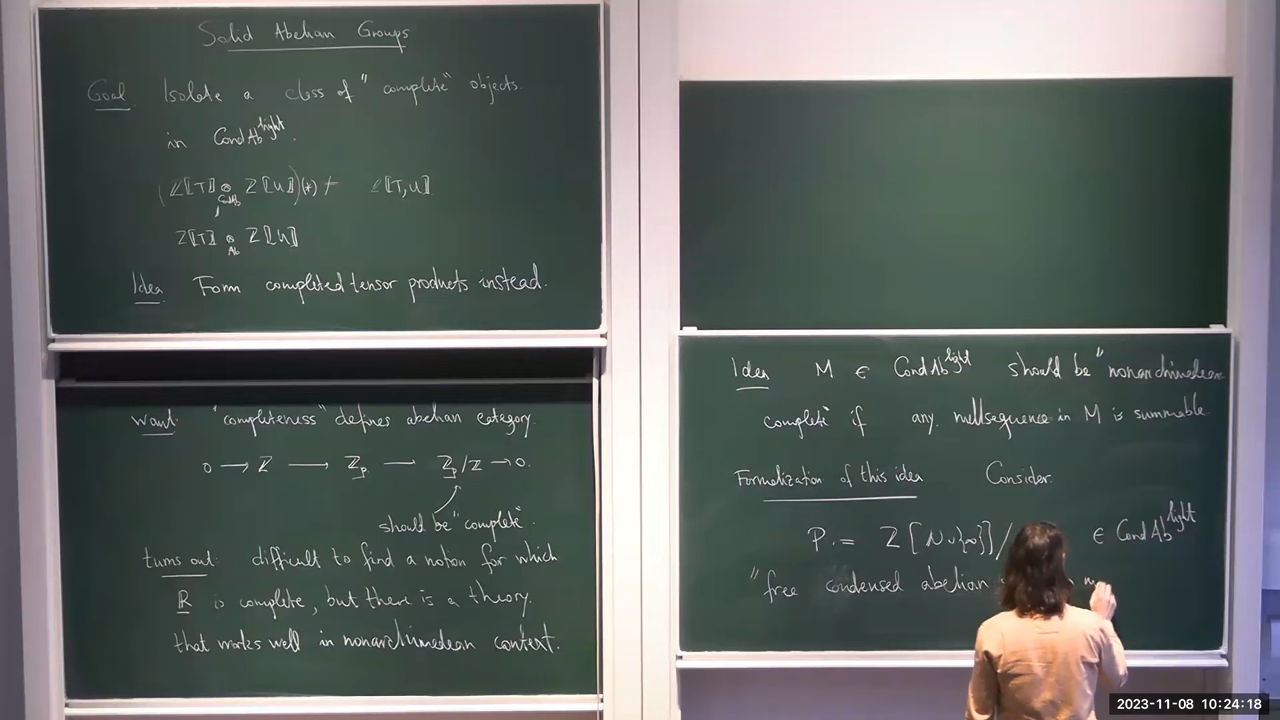 Solid Abelian Groups
Goal Isolate a class of "complete" objects.
in CondAb^light.
(ℤ[[T]] ⊗_CondAb ℤ[[U]])(*) ≠ ℤ[[T,U]]
ℤ[[T]] ⊗_Ab ℤ[[U]]
Idea Form completed tensor products instead.
Want: "completeness" defines abelian category.
0 → ℤ → ℤ_p → ℤ_p/ℤ → 0.
should be "complete".
turns out: difficult to find a notion for which
ℝ is complete, but there is a theory.
that works well in nonarchimedean context.
Idea M ∈ CondAb^light should be "nonarchimedean
complete" if any nullsequence in M is summable.
Formalization of this idea Consider.
P := ℤ[ℕ∪{∞}]/ ∈ CondAb^light
"free condensed abelian
2023-11-08 10:24:18